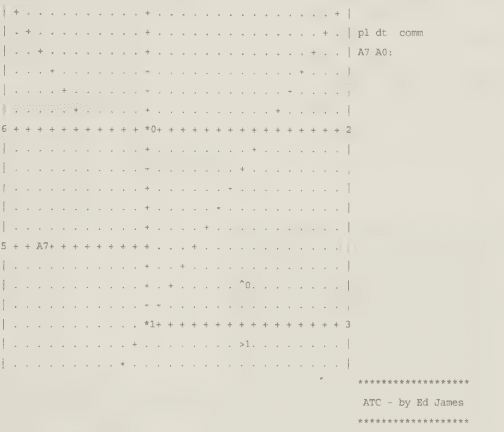 | + . . . . . . . . . . + . . . . . . . . . . . . . . . + |
| . + . . . . . . . . . + . . . . . . . . . . . . . . + . | pl dt comm
| . . + . . . . . . . . + . . . . . . . . . . . . . + . . | A7 A0:
| . . . + . . . . . . . + . . . . . . . . . . . . + . . . |
| . . . . + . . . . . . + . . . . . . . . . . . + . . . . |
| . . . . . + . . . . . + . . . . . . . . . . + . . . . . |
6 + + + + + + + + + + + *0+ + + + + + + + + + + + + + + + 2
| . . . . . . . . . . . + . . . . . . . . + . . . . . . . |
| . . . . . . . . . . . + . . . . . . . + . . . . . . . . |
| . . . . . . . . . . . + . . . . . . + . . . . . . . . . |
| . . . . . . . . . . . + . . . . . + . . . . . . . . . . |
| . . . . . . . . . . . + . . . . + . . . . . . . . . . . |
5 + + A7+ + + + + + + + + . . . + . . . . . . . . . . . . |
| . . . . . . . . . . . + . . + . . . . . . . . . . . . . |
| . . . . . . . . . . . + . + . . . . . ^0. . . . . . . . |
| . . . . . . . . . . . + + . . . . . . . . . . . . . . . |
| . . . . . . . . . . . *1+ + + + + + + + + + + + + + + + 3
| . . . . . . . . . . + . . . . . . . . >1. . . . . . . . |
| . . . . . . . . . + . . . . . . . . . . . . . . . . . . |
*******************
ATC - by Ed James
*******************